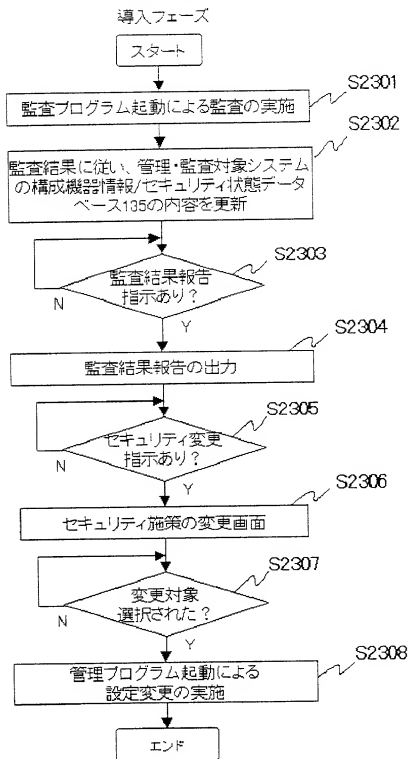 導入フェーズ
スタート
S2301
監査プログラム起動による監査の実施
S2302
監査結果に従い、管理・監査対象システム
の構成機器情報/セキュリティ状態データ
ベース135の内容を更新
S2303
監査結果報告
指示あり？
N
Y
S2304
監査結果報告の出力
S2305
セキュリティ変更
指示あり？
N
Y
S2306
セキュリティ施策の変更画面
S2307
変更対象
選択された？
N
Y
S2308
管理プログラム起動による
設定変更の実施
エンド